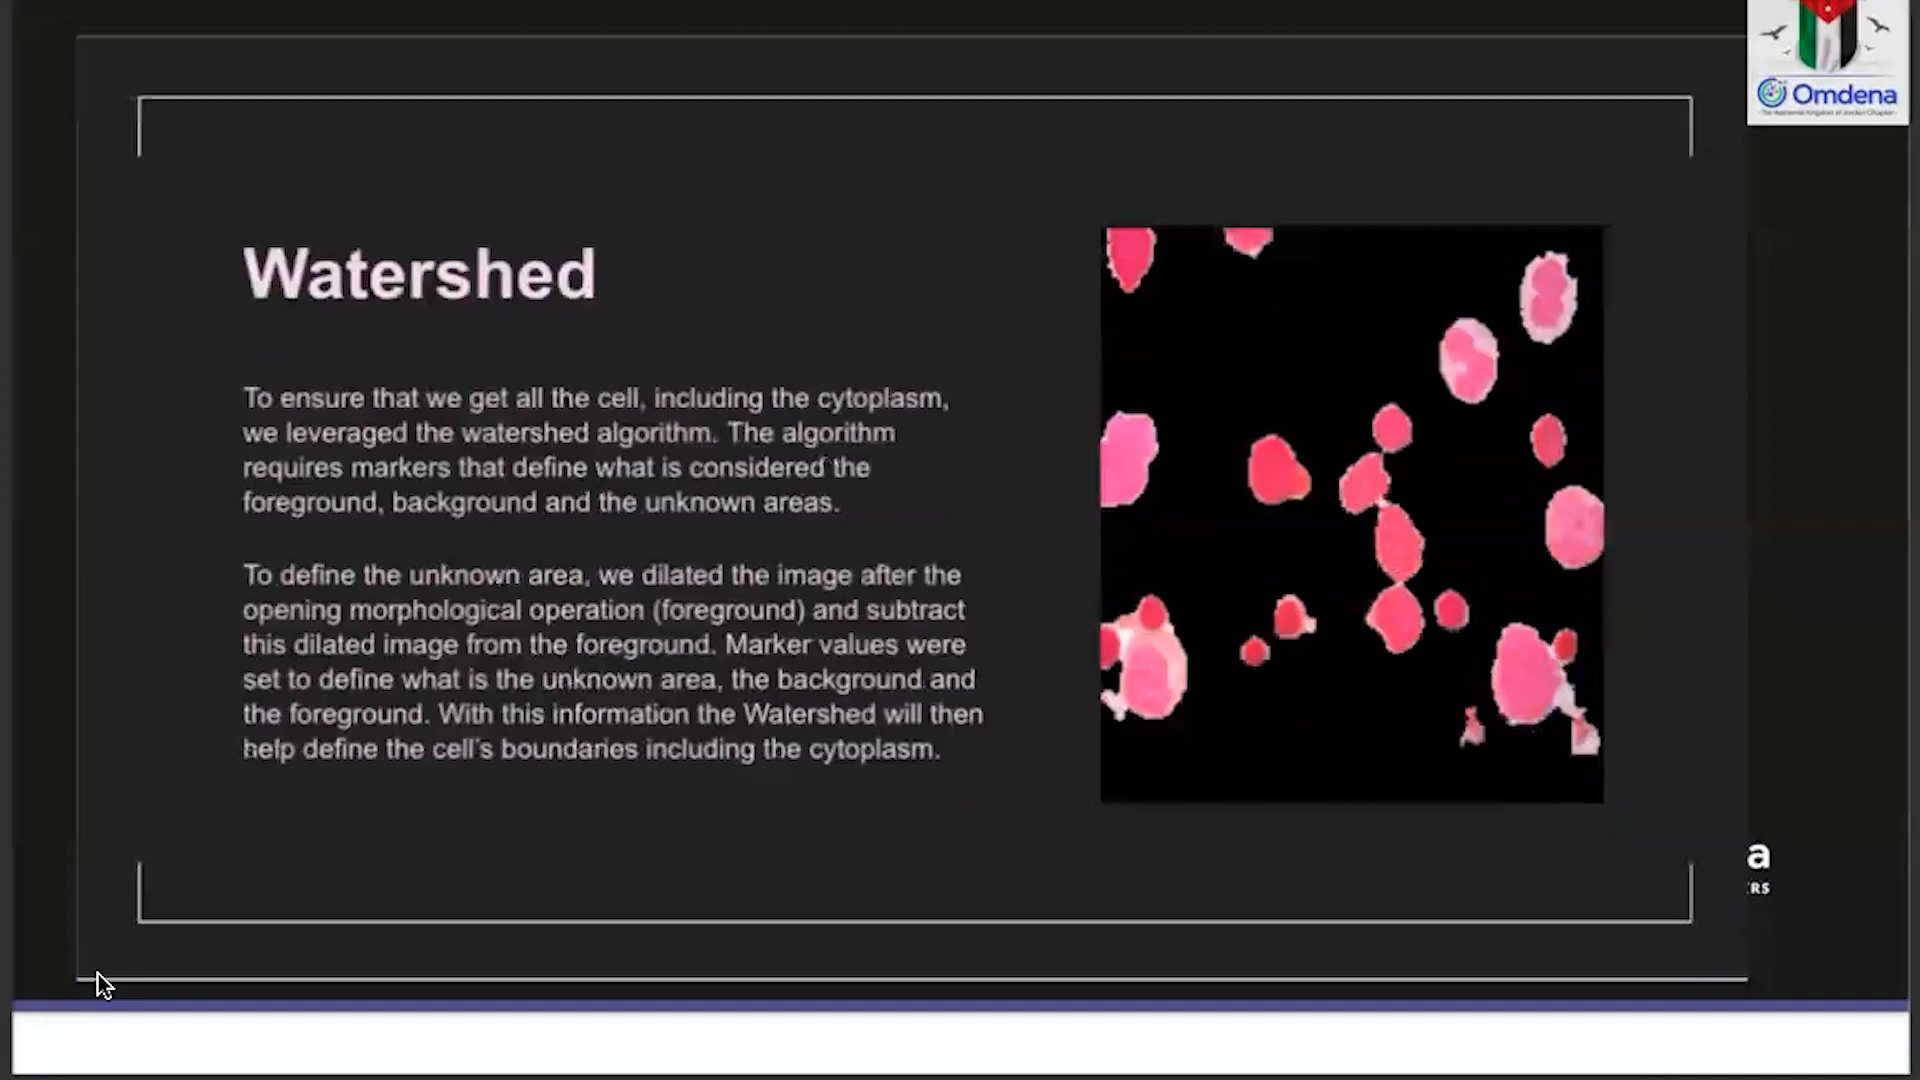 Omdena
Watershed
To ensure that we get all the cell, including the cytoplasm,
we leveraged the watershed algorithm. The algorithm
requires markers that define what is considered the
foreground, background and the unknown areas.
To define the unknown area, we dilated the image after the
opening morphological operation (foreground) and subtract
this dilated image from the foreground. Marker values were
set to define what is the unknown area, the background and
the foreground. With this information the Watershed will then
help define the cell's boundaries including the cytoplasm.
a
RS